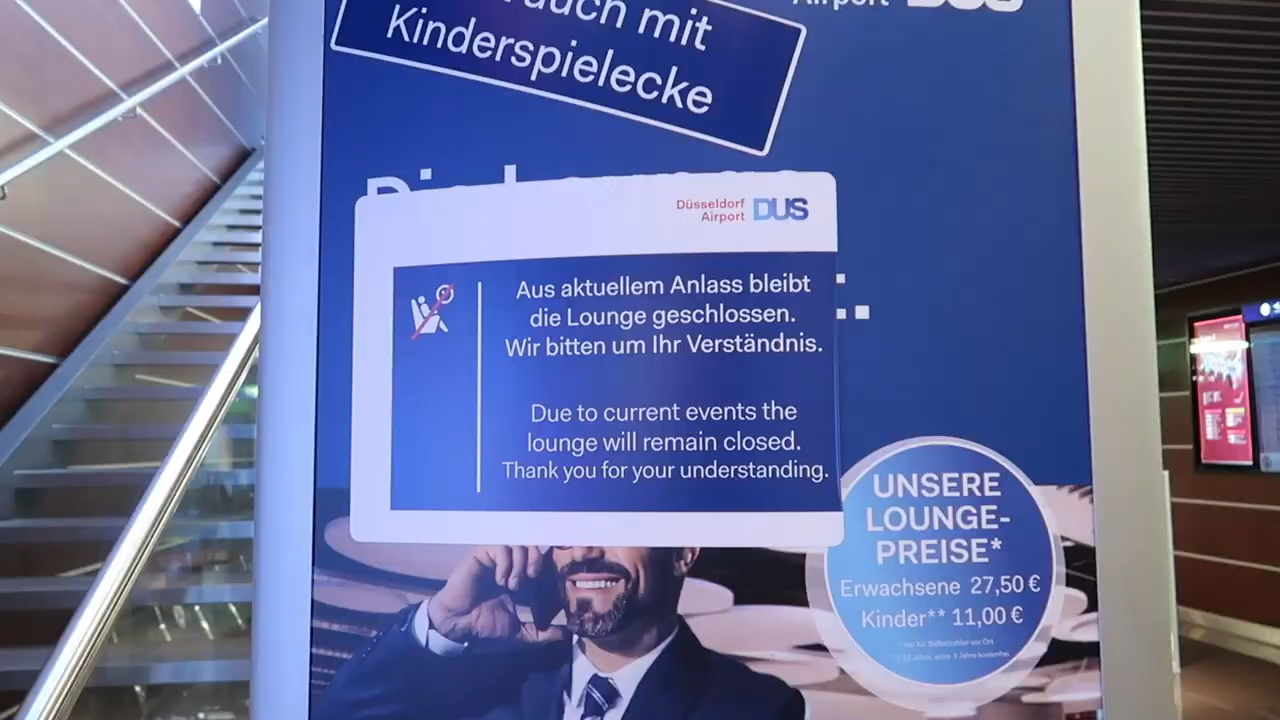 auch mit
Kinderspielecke
Airport DUS
Düsseldorf
Airport DUS
Aus aktuellem Anlass bleibt
die Lounge geschlossen.
Wir bitten um Ihr Verständnis.
Due to current events the
lounge will remain closed.
Thank you for your understanding.
UNSERE
LOUNGE-
PREISE*
Erwachsene 27,50 €
Kinder** 11,00 €